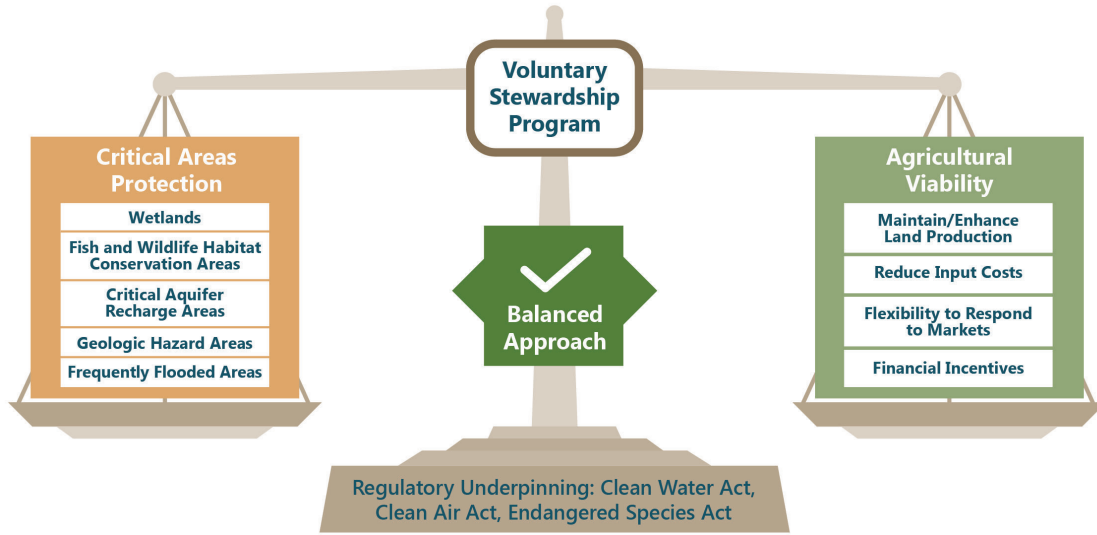 Voluntary
Stewardship
Program
Critical Areas
Protection
Wetlands
Fish and Wildlife Habitat
Conservation Areas
Critical Aquifer
Recharge Areas
Geologic Hazard Areas
Frequently Flooded Areas
Balanced
Approach
Agricultural
Viability
Maintain/Enhance
Land Production
Reduce Input Costs
Flexibility to Respond
to Markets
Financial Incentives
Regulatory Underpinning: Clean Water Act,
Clean Air Act, Endangered Species Act